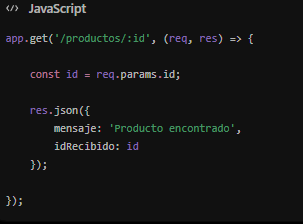 </> JavaScript
app.get('/productos/:id', (req, res) => {
const id = req.params.id;
res.json({
mensaje: 'Producto encontrado',
idRecibido: id
});
});